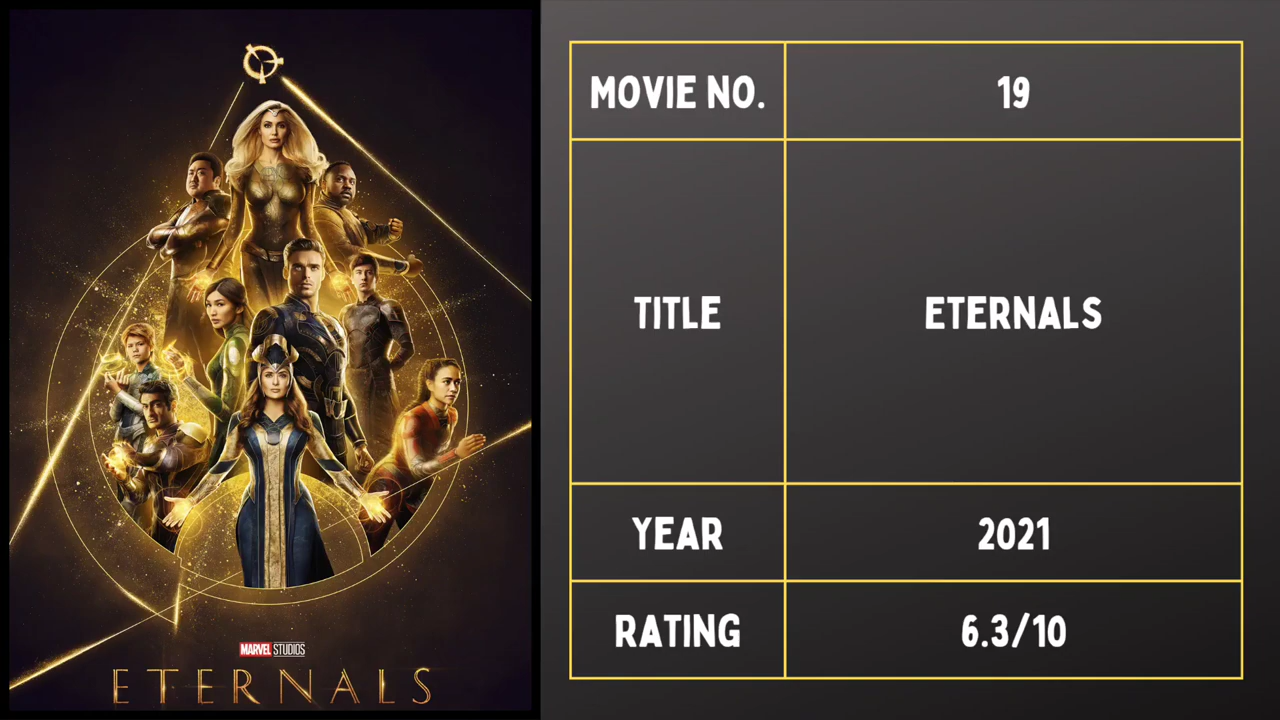 MARVEL STUDIOS
ETERNALS
MOVIE NO. 19
TITLE ETERNALS
YEAR 2021
RATING 6.3/10